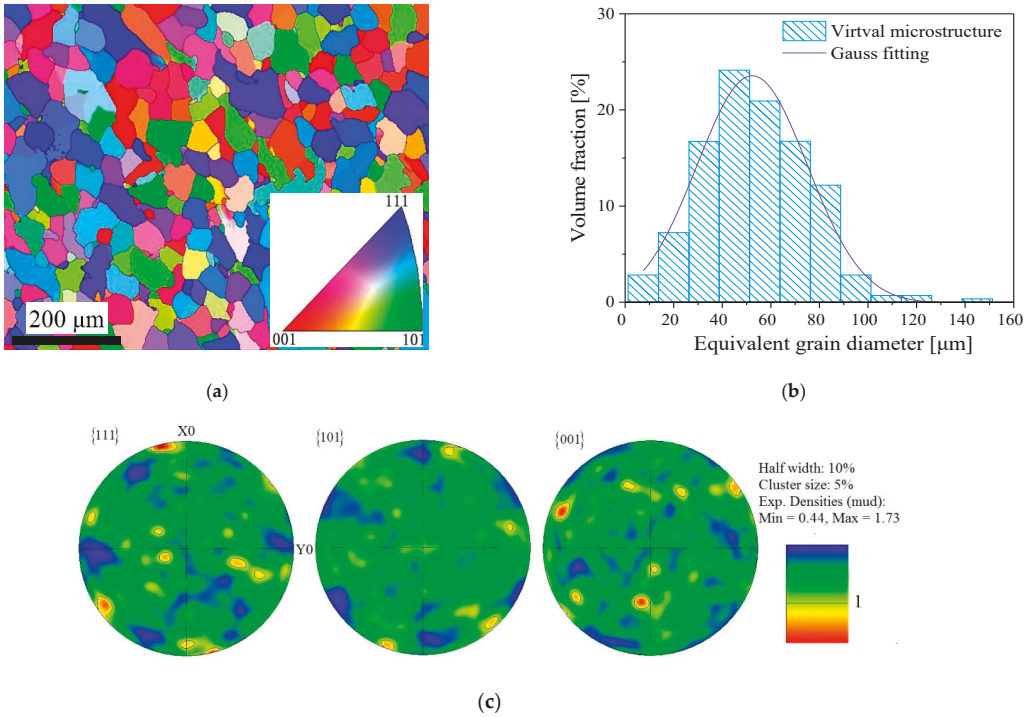 111
200 μm
001
101
(a)
30
20
10
0
Volume fraction [%]
Virtval microstructure
Gauss fitting
0 20 40 60 80 100 120 140 160
Equivalent grain diameter [μm]
(b)
{111}
X0
Y0
{101}
{001}
Half width: 10%
Cluster size: 5%
Exp. Densities (mud):
Min = 0.44, Max = 1.73
1
(c)